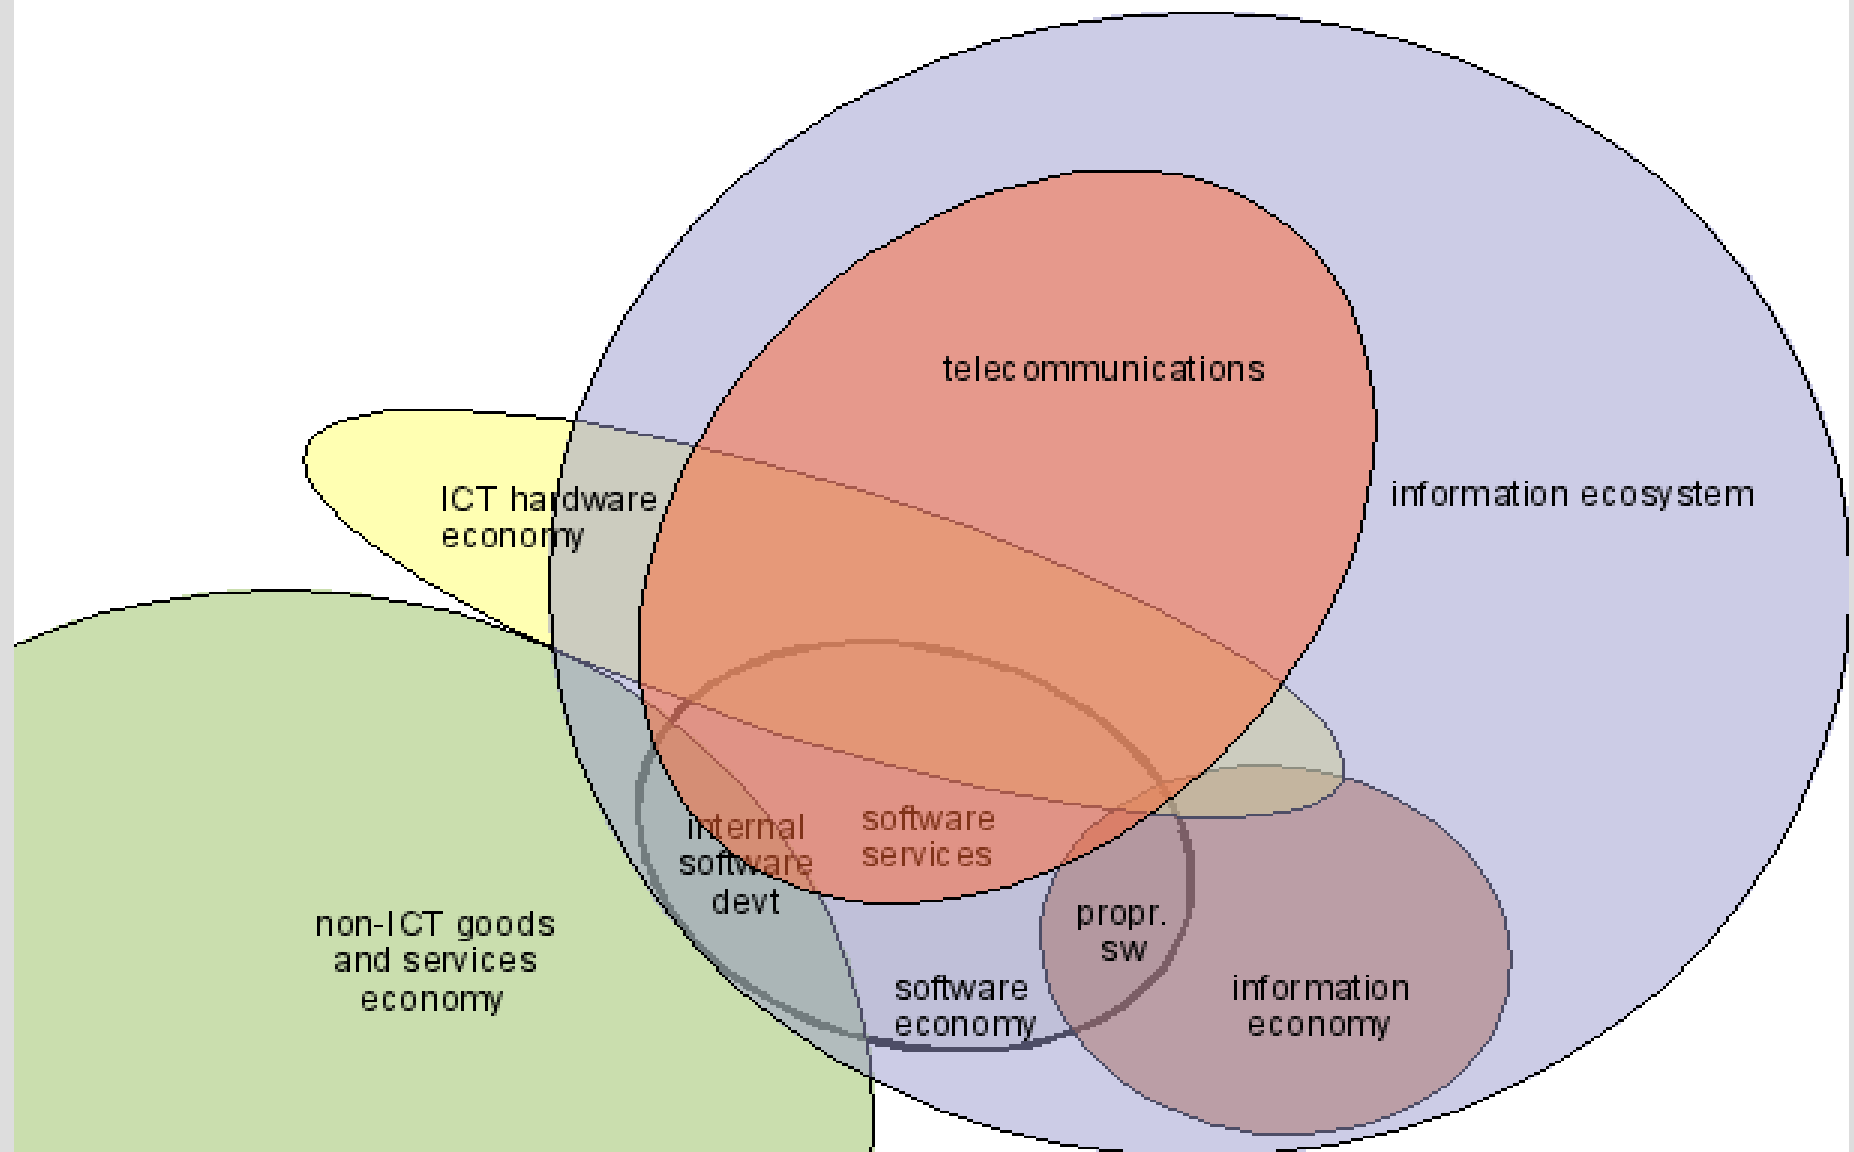 telecommunications
information ecosystem
ICT hardware
economy
internal
software
devt
software
services
non-ICT goods
and services
economy
propr.
sw
software
economy
information
economy